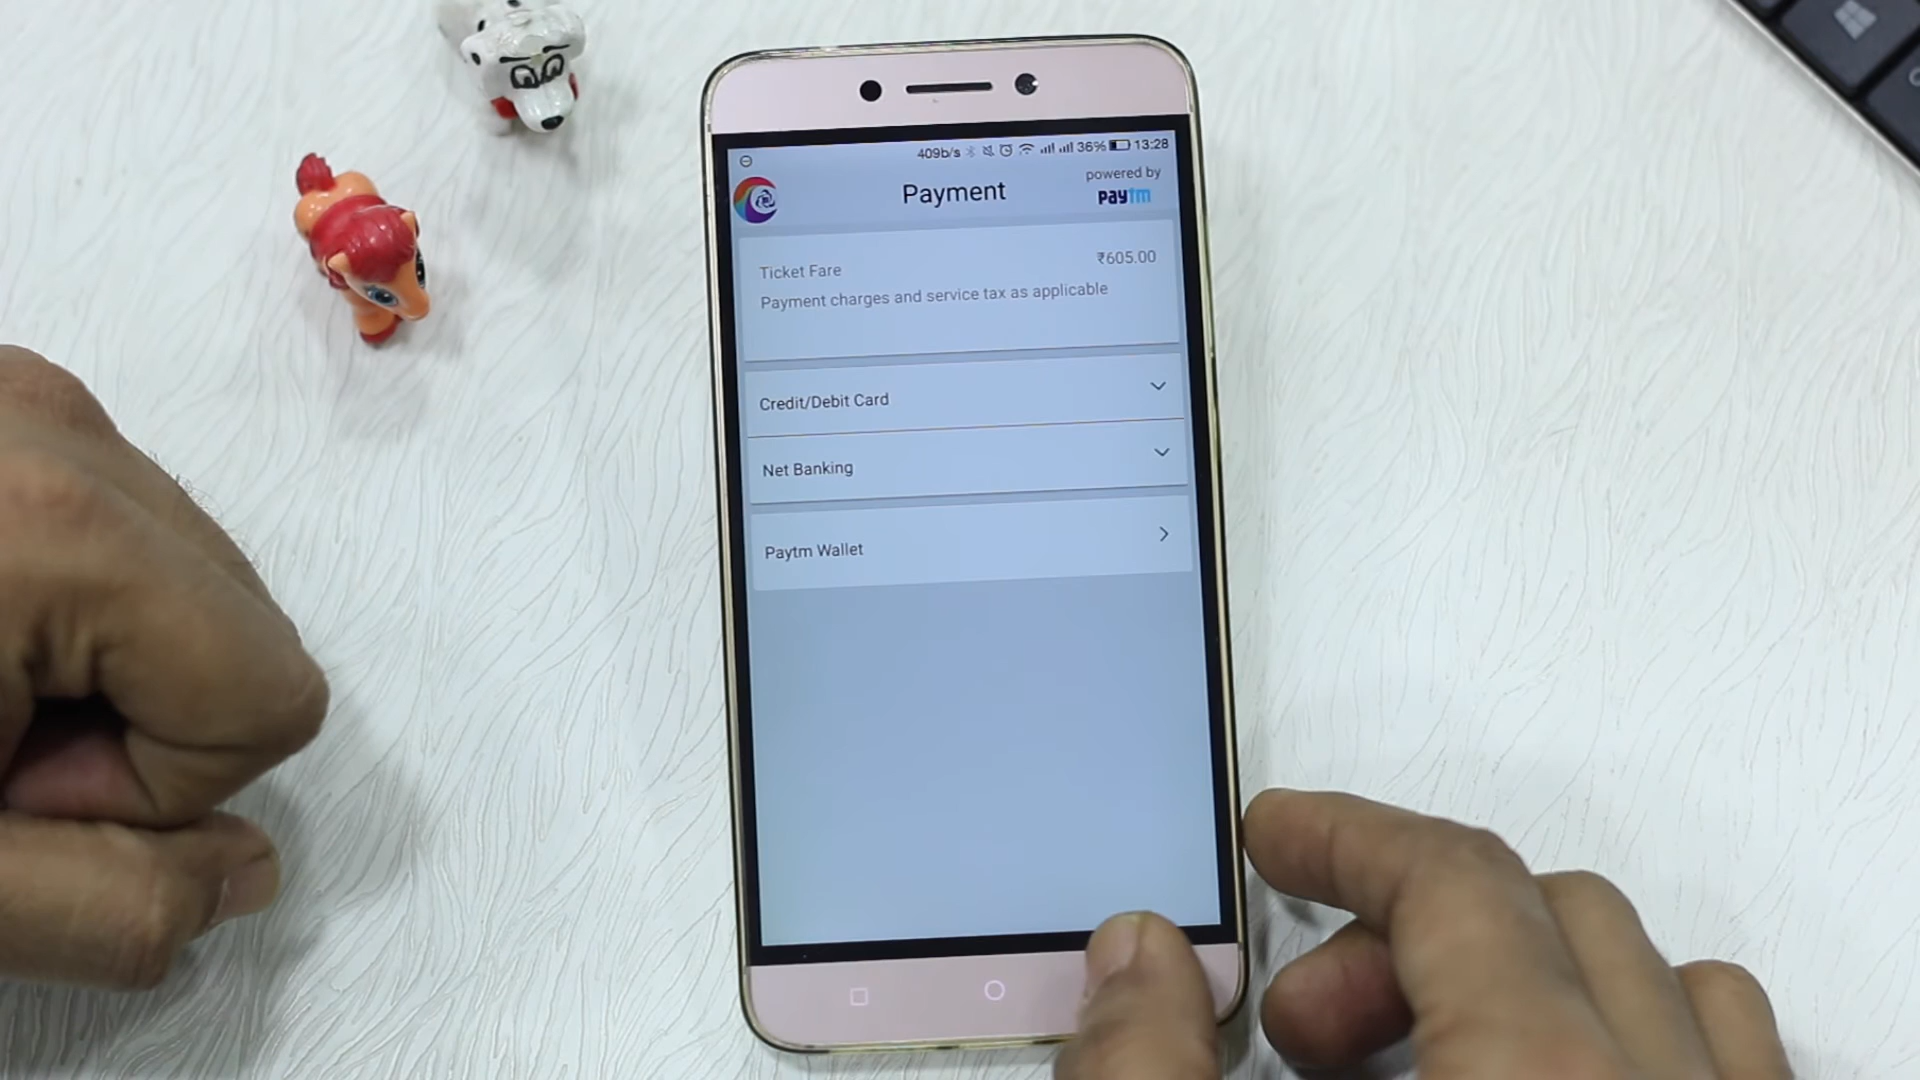 409b/s 36% 13:28
Payment
powered by
paytm
Ticket Fare ₹605.00
Payment charges and service tax as applicable
Credit/Debit Card
Net Banking
Paytm Wallet